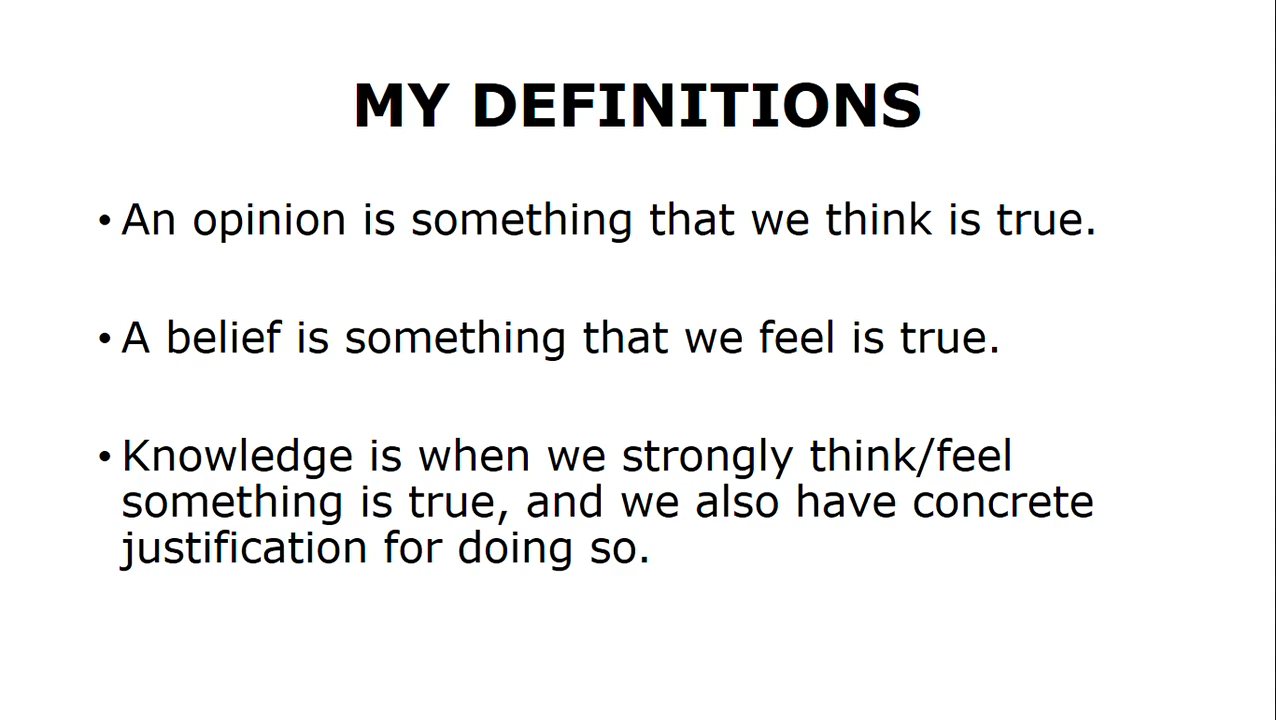 MY DEFINITIONS
• An opinion is something that we think is true.
• A belief is something that we feel is true.
• Knowledge is when we strongly think/feel
something is true, and we also have concrete
justification for doing so.